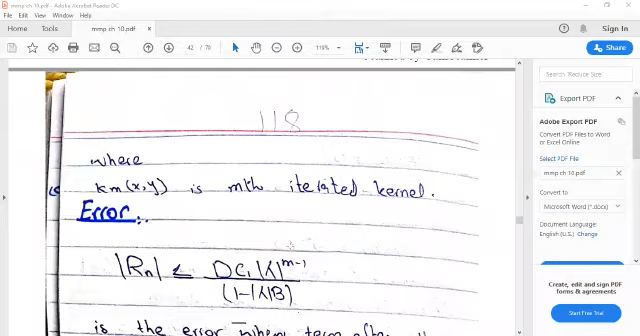 mmp ch 10.pdf - Adobe Acrobat Reader DC
File Edit View Window Help
Home Tools mmp ch 10.pdf × Sign In
42 / 70 119% Share
118
where
Km(x,y) is mth iterated kernel.
Error:.
|Rn| ≤ DC₁|λ|^m-1
(1-|λ|B)
is the error where term after the
Search 'Reduce Size'
Export PDF
Adobe Export PDF
Convert PDF Files to Word
or Excel Online
Select PDF File
mmp ch 10.pdf ×
Convert to
Microsoft Word (*.docx)
Document Language:
English (U.S.) Change
Create, edit and sign PDF
forms & agreements
Start Free Trial